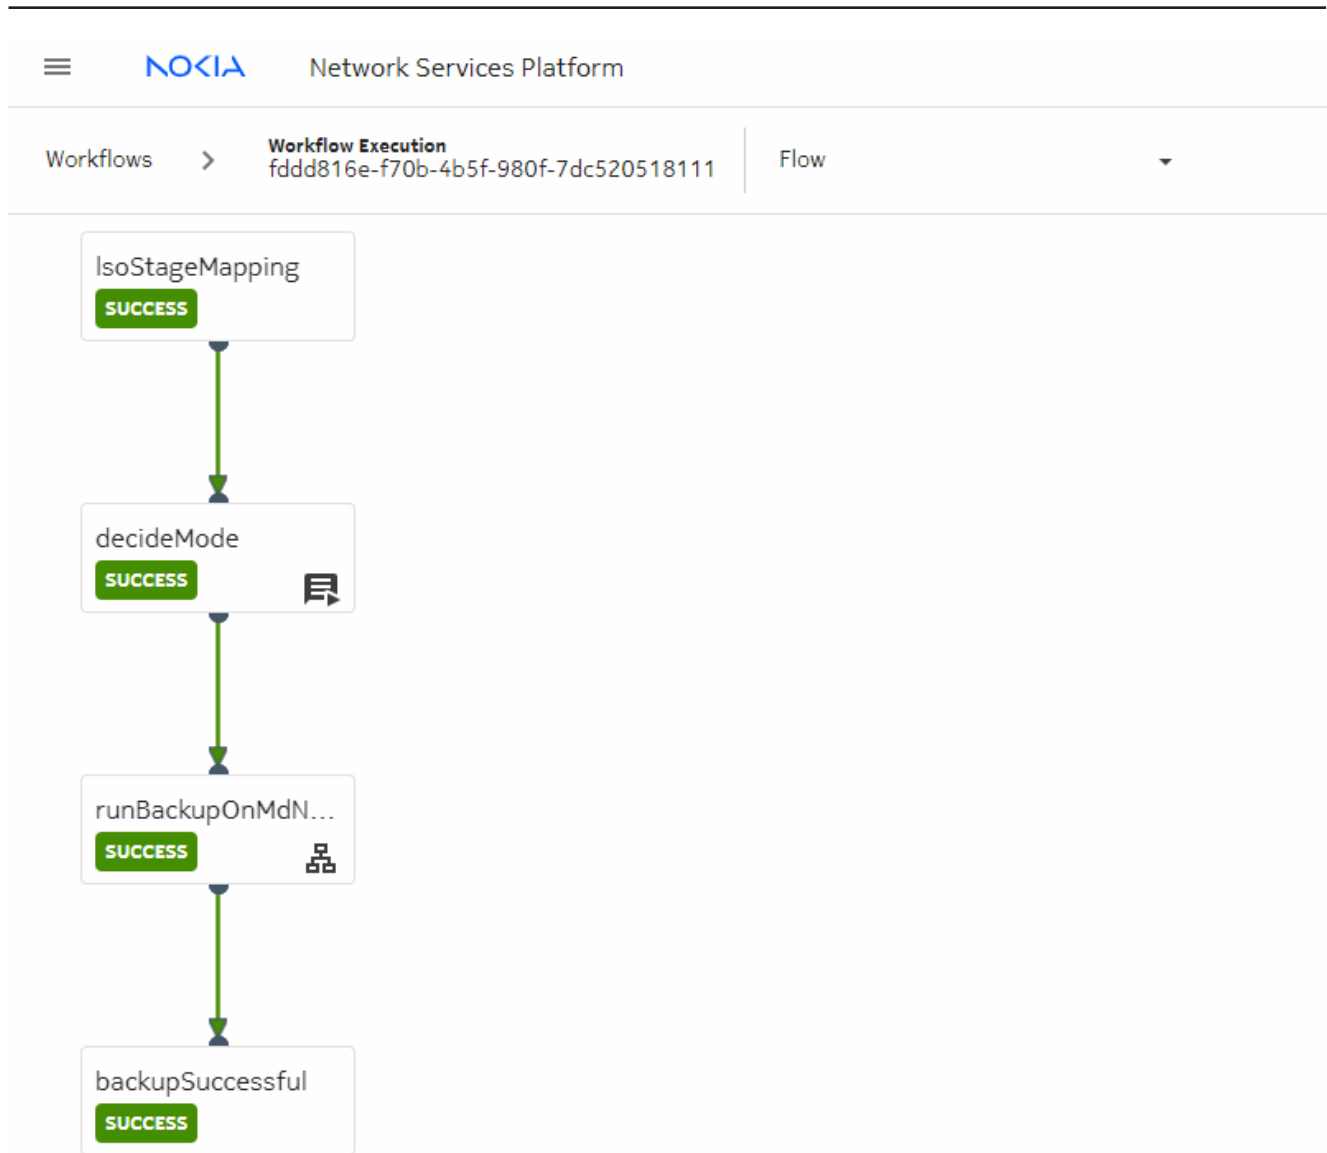 NOKIA Network Services Platform
Workflows
Workflow Execution
fddd816e-f70b-4b5f-980f-7dc520518111
Flow
lsoStageMapping
SUCCESS
decideMode
SUCCESS
runBackupOnMdN...
SUCCESS
backupSuccessful
SUCCESS